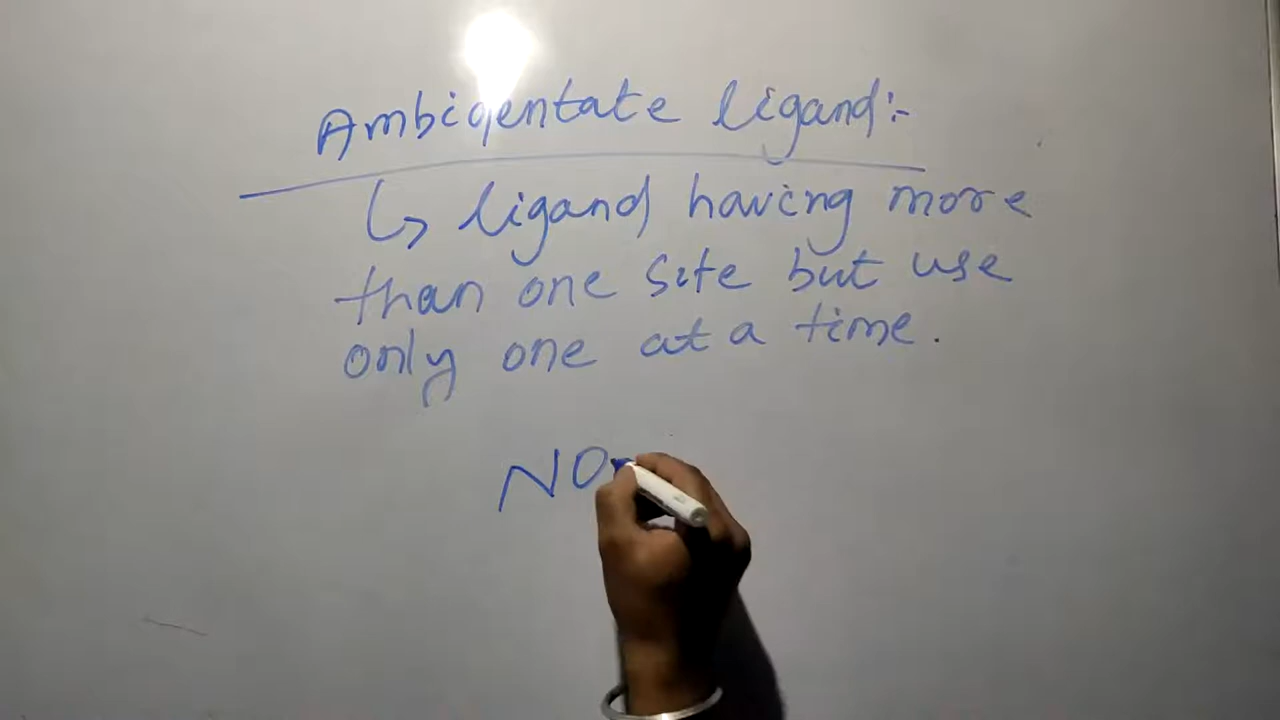 Ambidentate ligand:-
↳ ligand having more
than one site but use
only one at a time.
NO